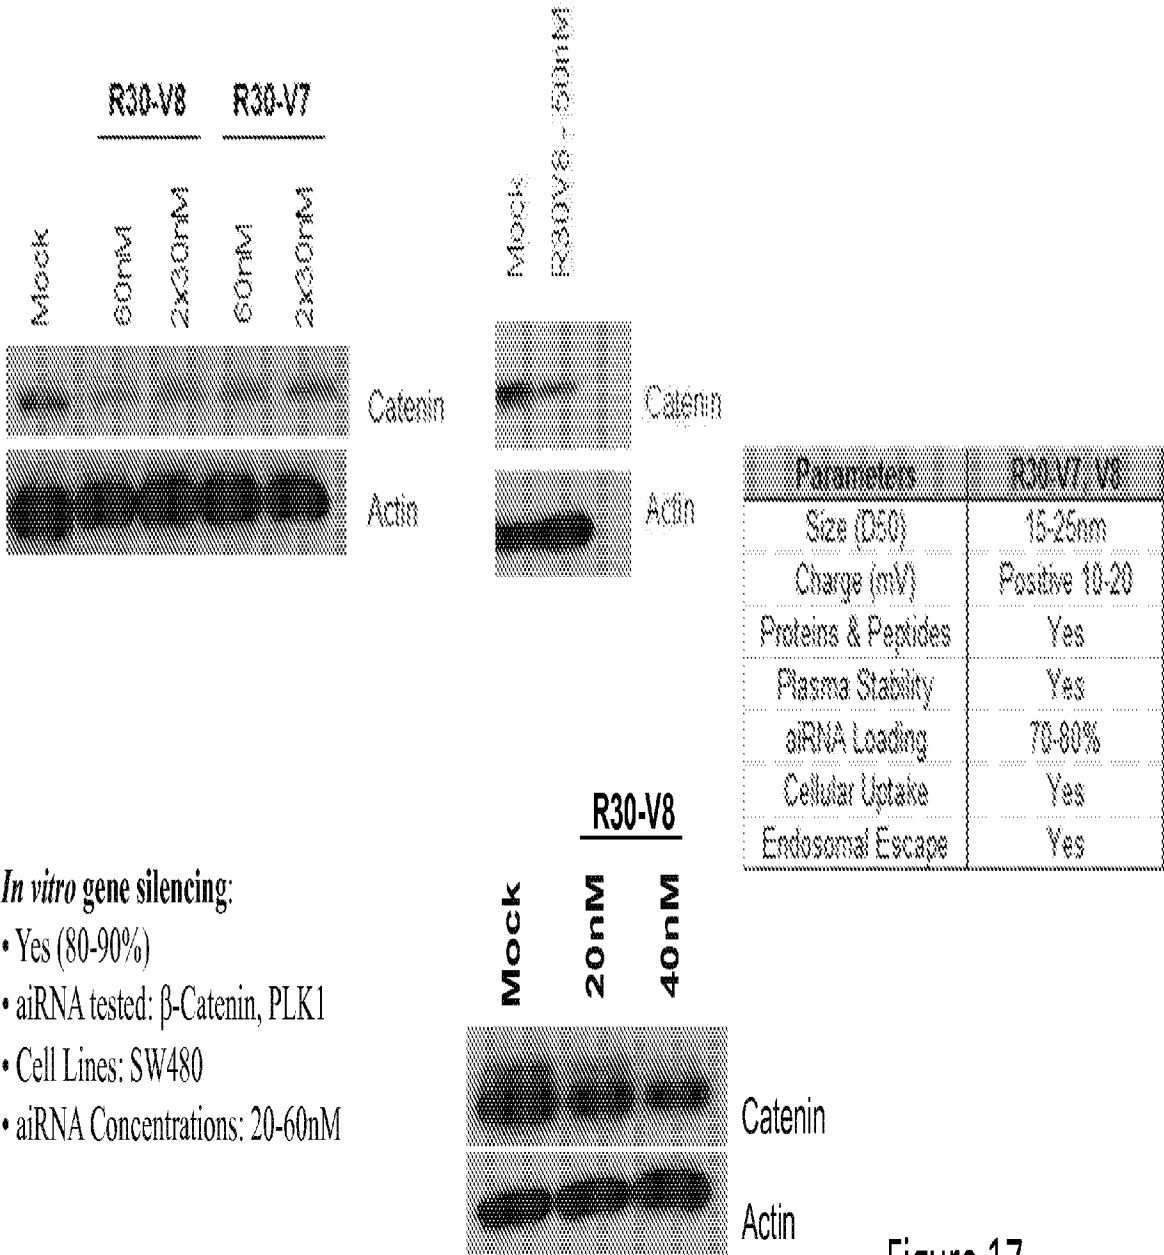 R30-V8 R30-V7
Mock 60nM 2x30nM 60nM 2x30nM
Catenin
Actin
Mock
Catenin
Actin
Parameters R30-V7, V8
Size (D50) 15-25nm
Charge (mV) Positive 10-20
Proteins & Peptides Yes
Plasma Stability Yes
aiRNA Loading 70-80%
Cellular Uptake Yes
Endosomal Escape Yes
In vitro gene silencing:
• Yes (80-90%)
• aiRNA tested: β-Catenin, PLK1
• Cell Lines: SW480
• aiRNA Concentrations: 20-60nM
R30-V8
Mock 20nM 40nM
Catenin
Actin
Figure 17